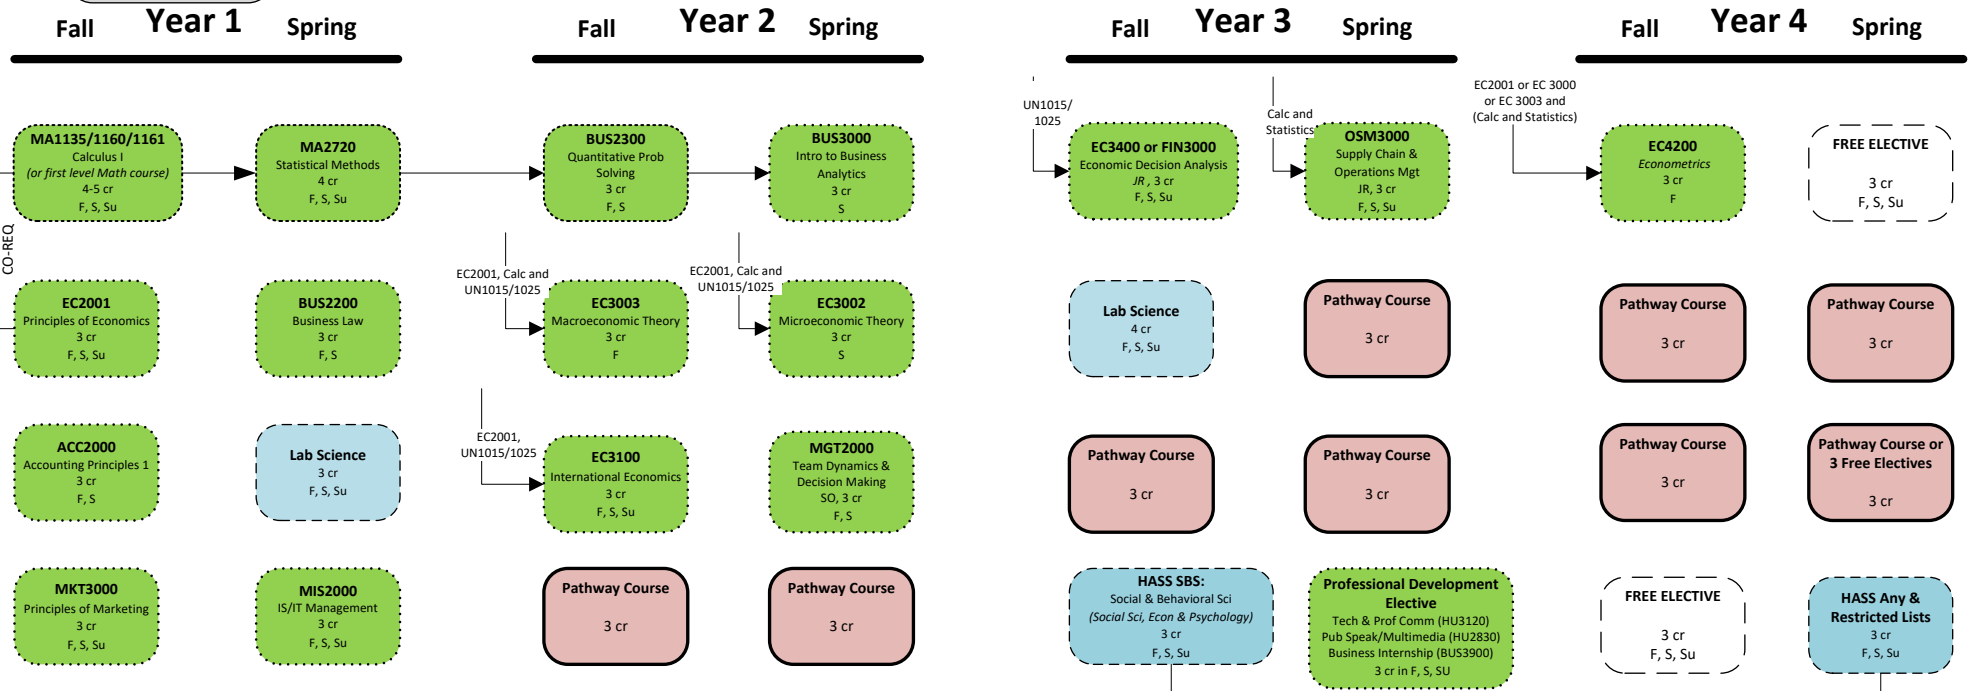 Year 1
Fall
Spring
Year 2
Fall
Spring
Year 3
Fall
Spring
Year 4
Fall
Spring
MA1135/1160/1161
Calculus I
(or first level Math course)
4-5 cr
F, S, Su
MA2720
Statistical Methods
4 cr
F, S, Su
BUS2300
Quantitative Prob
Solving
3 cr
F, S
BUS3000
Intro to Business
Analytics
3 cr
S
UN1015/
1025
EC3400 or FIN3000
Economic Decision Analysis
JR , 3 cr
F, S, Su
Calc and
Statistics
OSM3000
Supply Chain &
Operations Mgt
JR, 3 cr
F, S, Su
EC2001 or EC 3000
or EC 3003 and
(Calc and Statistics)
EC4200
Econometrics
3 cr
F
FREE ELECTIVE
3 cr
F, S, Su
CO-REQ
EC2001
Principles of Economics
3 cr
F, S, Su
BUS2200
Business Law
3 cr
F, S
EC2001, Calc and
UN1015/1025
EC3003
Macroeconomic Theory
3 cr
F
EC2001, Calc and
UN1015/1025
EC3002
Microeconomic Theory
3 cr
S
Lab Science
4 cr
F, S, Su
Pathway Course
3 cr
Pathway Course
3 cr
Pathway Course
3 cr
ACC2000
Accounting Principles 1
3 cr
F, S
Lab Science
3 cr
F, S, Su
EC2001,
UN1015/1025
EC3100
International Economics
3 cr
F, S, Su
MGT2000
Team Dynamics &
Decision Making
SO, 3 cr
F, S
Pathway Course
3 cr
Pathway Course
3 cr
Pathway Course
3 cr
Pathway Course or
3 Free Electives
3 cr
MKT3000
Principles of Marketing
3 cr
F, S, Su
MIS2000
IS/IT Management
3 cr
F, S, Su
Pathway Course
3 cr
Pathway Course
3 cr
HASS SBS:
Social & Behavioral Sci
(Social Sci, Econ & Psychology)
3 cr
F, S, Su
Professional Development
Elective
Tech & Prof Comm (HU3120)
Pub Speak/Multimedia (HU2830)
Business Internship (BUS3900)
3 cr in F, S, SU
FREE ELECTIVE
3 cr
F, S, Su
HASS Any &
Restricted Lists
3 cr
F, S, Su